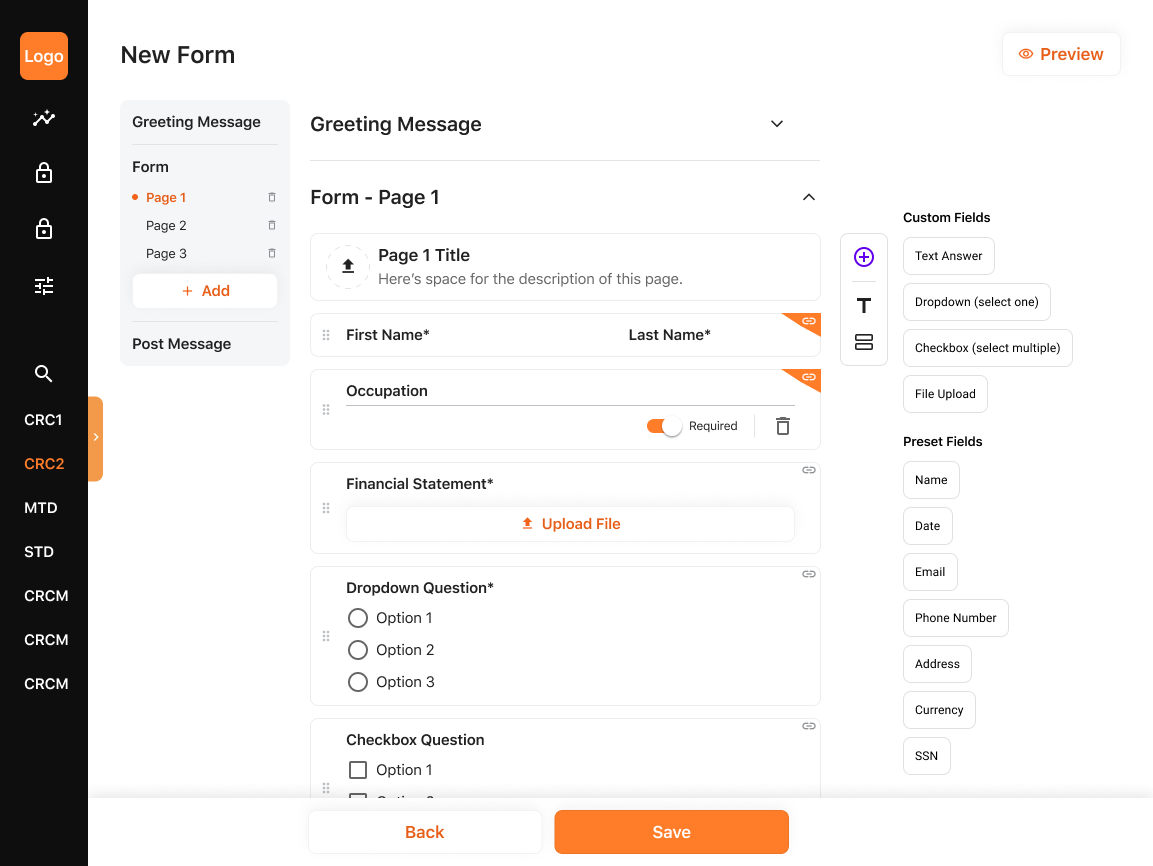 Logo
CRC1
CRC2
MTD
STD
CRCM
CRCM
CRCM
New Form
Preview
Greeting Message
Form
Page 1
Page 2
Page 3
+ Add
Post Message
Greeting Message
Form - Page 1
Page 1 Title
Here’s space for the description of this page.
First Name* Last Name*
Occupation
Required
Financial Statement*
Upload File
Dropdown Question*
Option 1
Option 2
Option 3
Checkbox Question
Option 1
T
Custom Fields
Text Answer
Dropdown (select one)
Checkbox (select multiple)
File Upload
Preset Fields
Name
Date
Email
Phone Number
Address
Currency
SSN
Back
Save